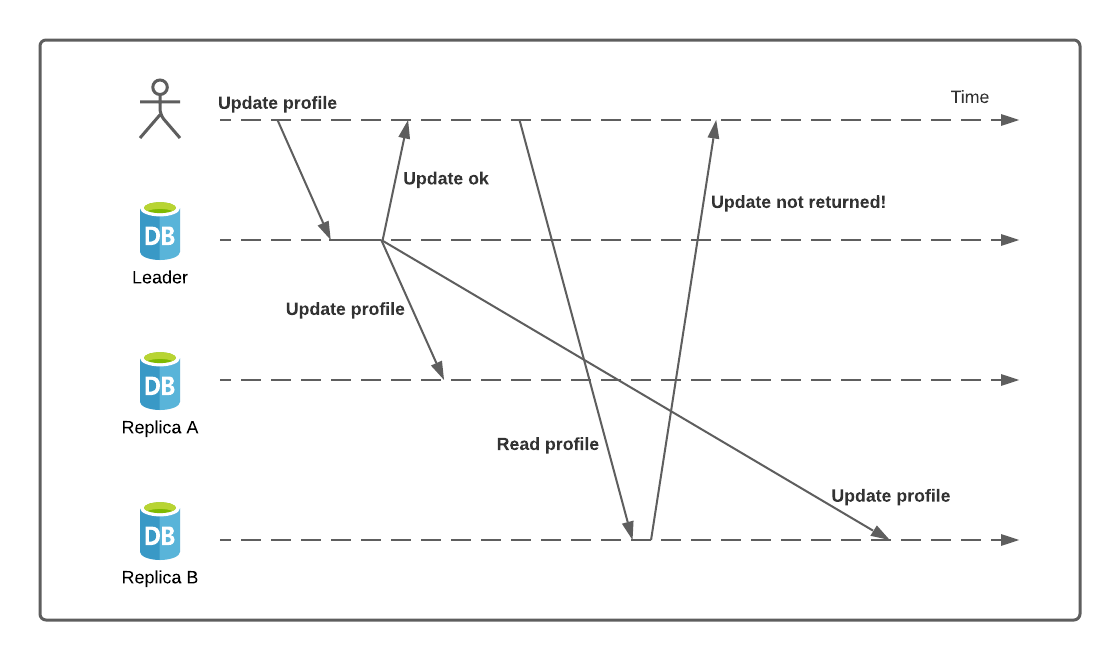 Update profile
Time
Update ok
Update not returned!
DB
Leader
Update profile
DB
Replica A
Read profile
Update profile
DB
Replica B